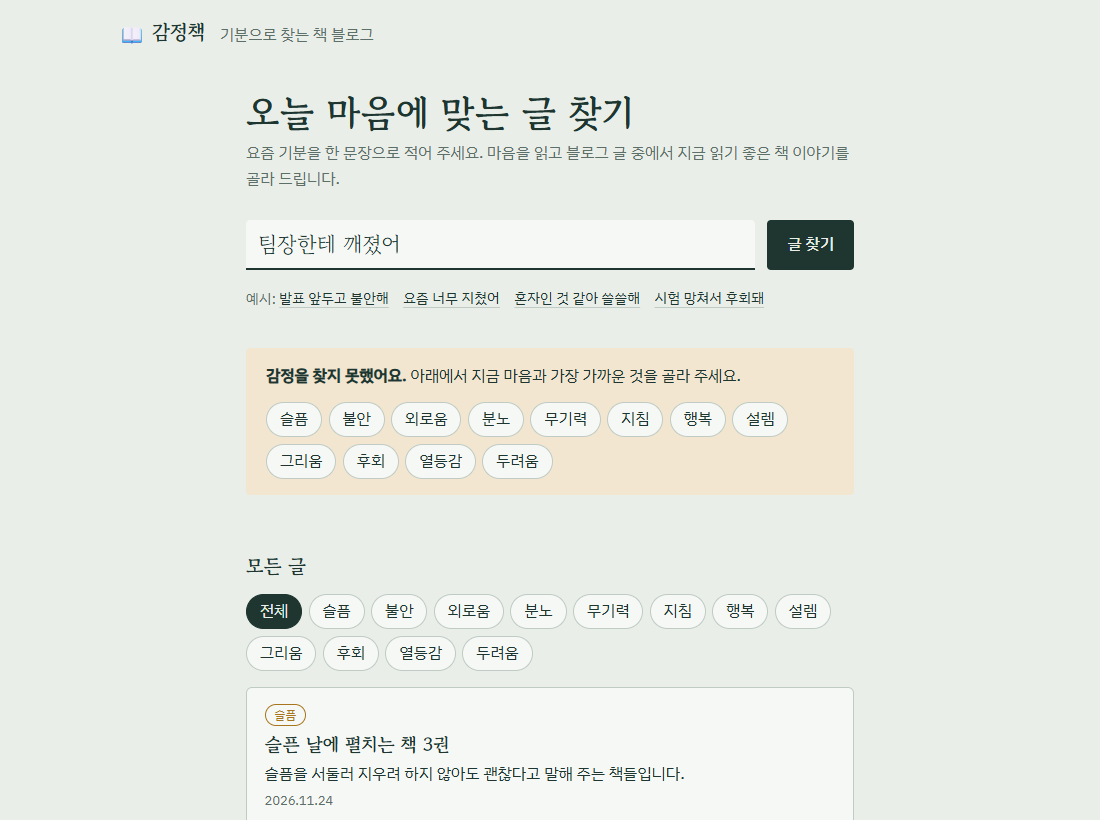 감정책 기분으로 찾는 책 블로그
오늘 마음에 맞는 글 찾기
요즘 기분을 한 문장으로 적어 주세요. 마음을 읽고 블로그 글 중에서 지금 읽기 좋은 책 이야기를
골라 드립니다.
팀장한테 깨졌어 글 찾기
예시: 발표 앞두고 불안해 요즘 너무 지쳤어 혼자인 것 같아 쓸쓸해 시험 망쳐서 후회돼
감정을 찾지 못했어요. 아래에서 지금 마음과 가장 가까운 것을 골라 주세요.
슬픔 불안 외로움 분노 무기력 지침 행복 설렘
그리움 후회 열등감 두려움
모든 글
전체 슬픔 불안 외로움 분노 무기력 지침 행복 설렘
그리움 후회 열등감 두려움
슬픔
슬픈 날에 펼치는 책 3권
슬픔을 서둘러 지우려 하지 않아도 괜찮다고 말해 주는 책들입니다.
2026.11.24